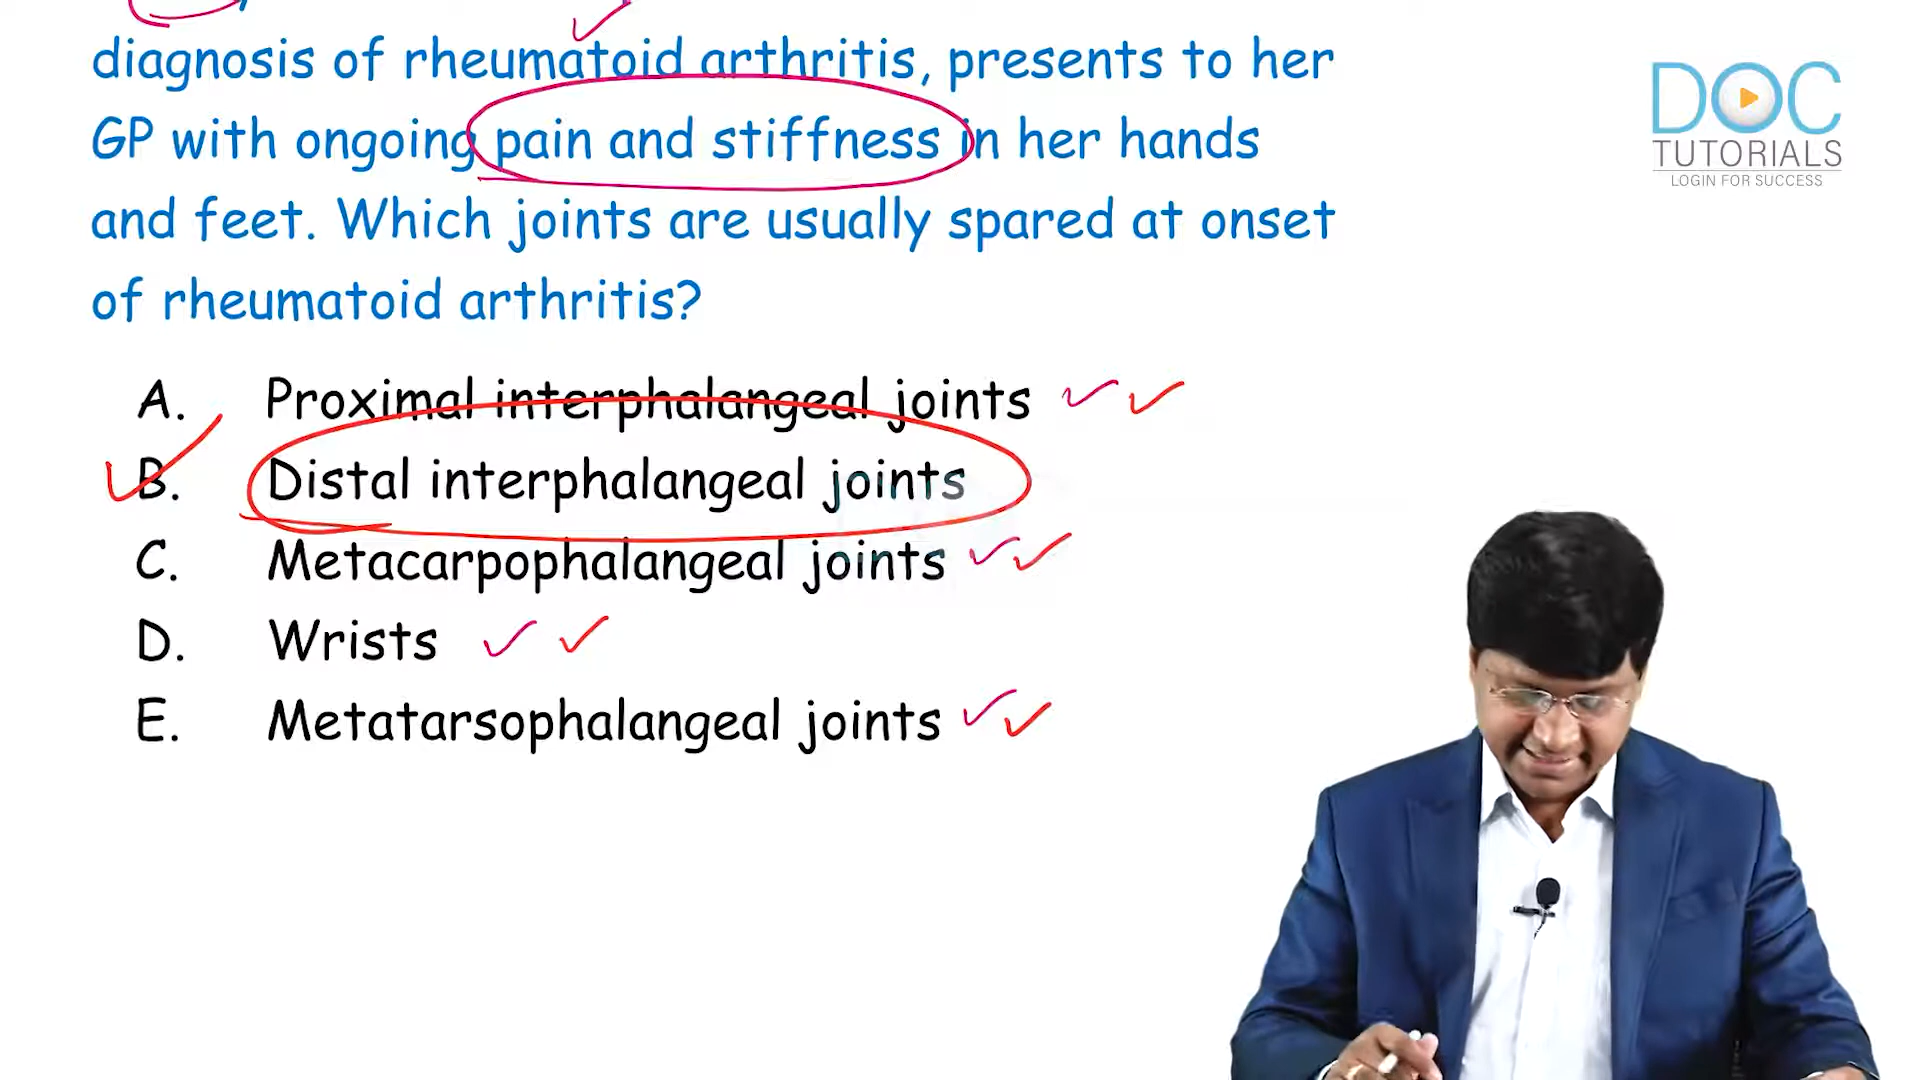 diagnosis of rheumatoid arthritis, presents to her
GP with ongoing pain and stiffness in her hands
and feet. Which joints are usually spared at onset
of rheumatoid arthritis?
A. Proximal interphalangeal joints
B. Distal interphalangeal joints
C. Metacarpophalangeal joints
D. Wrists
E. Metatarsophalangeal joints
DOC
TUTORIALS
LOGIN FOR SUCCESS